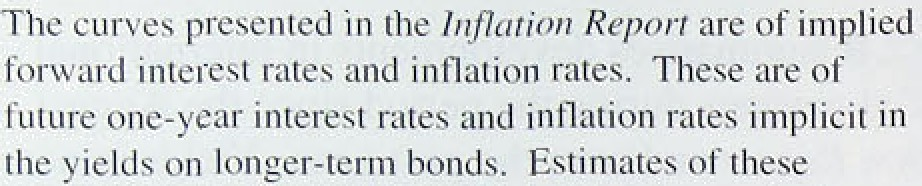 The curves presented in the Inflation Report are of implied
forward interest rates and inflation rates. These are of
future one-year interest rates and inflation rates implicit in
the yields on longer-term bonds. Estimates of these